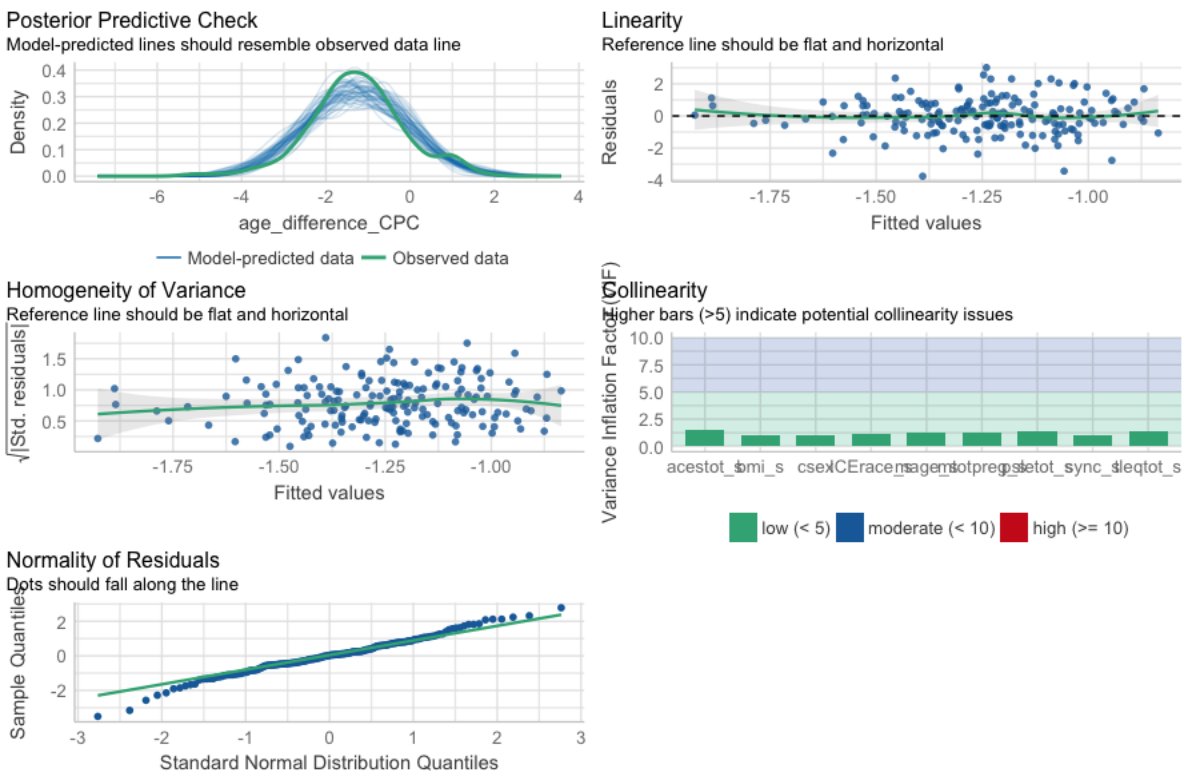 Posterior Predictive Check
Model-predicted lines should resemble observed data line
Density
0.4
0.3
0.2
0.1
0.0
-6
-4
-2
0
2
4
age_difference_CPC
Model-predicted data
Observed data
Linearity
Reference line should be flat and horizontal
Residuals
2
0
-2
-4
-1.75
-1.50
-1.25
-1.00
Fitted values
Homogeneity of Variance
Reference line should be flat and horizontal
√|Std. residuals|
1.5
1.0
0.5
-1.75
-1.50
-1.25
-1.00
Fitted values
Collinearity
Higher bars (>5) indicate potential collinearity issues
Variance Inflation Factor (VIF)
10.0
7.5
5.0
2.5
0.0
acestot_s
bmi_s
csex
ICErace_s
sync_s
low (< 5)
moderate (< 10)
high (>= 10)
Normality of Residuals
Dots should fall along the line
Sample Quantiles
2
0
-2
-3
-2
-1
0
1
2
3
Standard Normal Distribution Quantiles